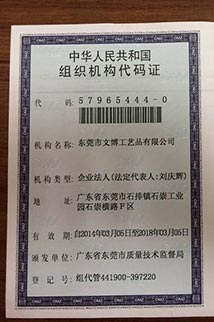 中华人民共和国
组织机构代码证
代 码 57965444-0
机构名称 东莞市文博工艺品有限公司
机构类型 企业法人(法定代表人:刘庆辉)
地 址 广东省东莞市石排镇石崇工业
园石崇横路F区
有 效 期 自2014年03月05日至2018年03月05日
颁发单位 广东省东莞市质量技术监督局
登 记 号 组代管441900-397220